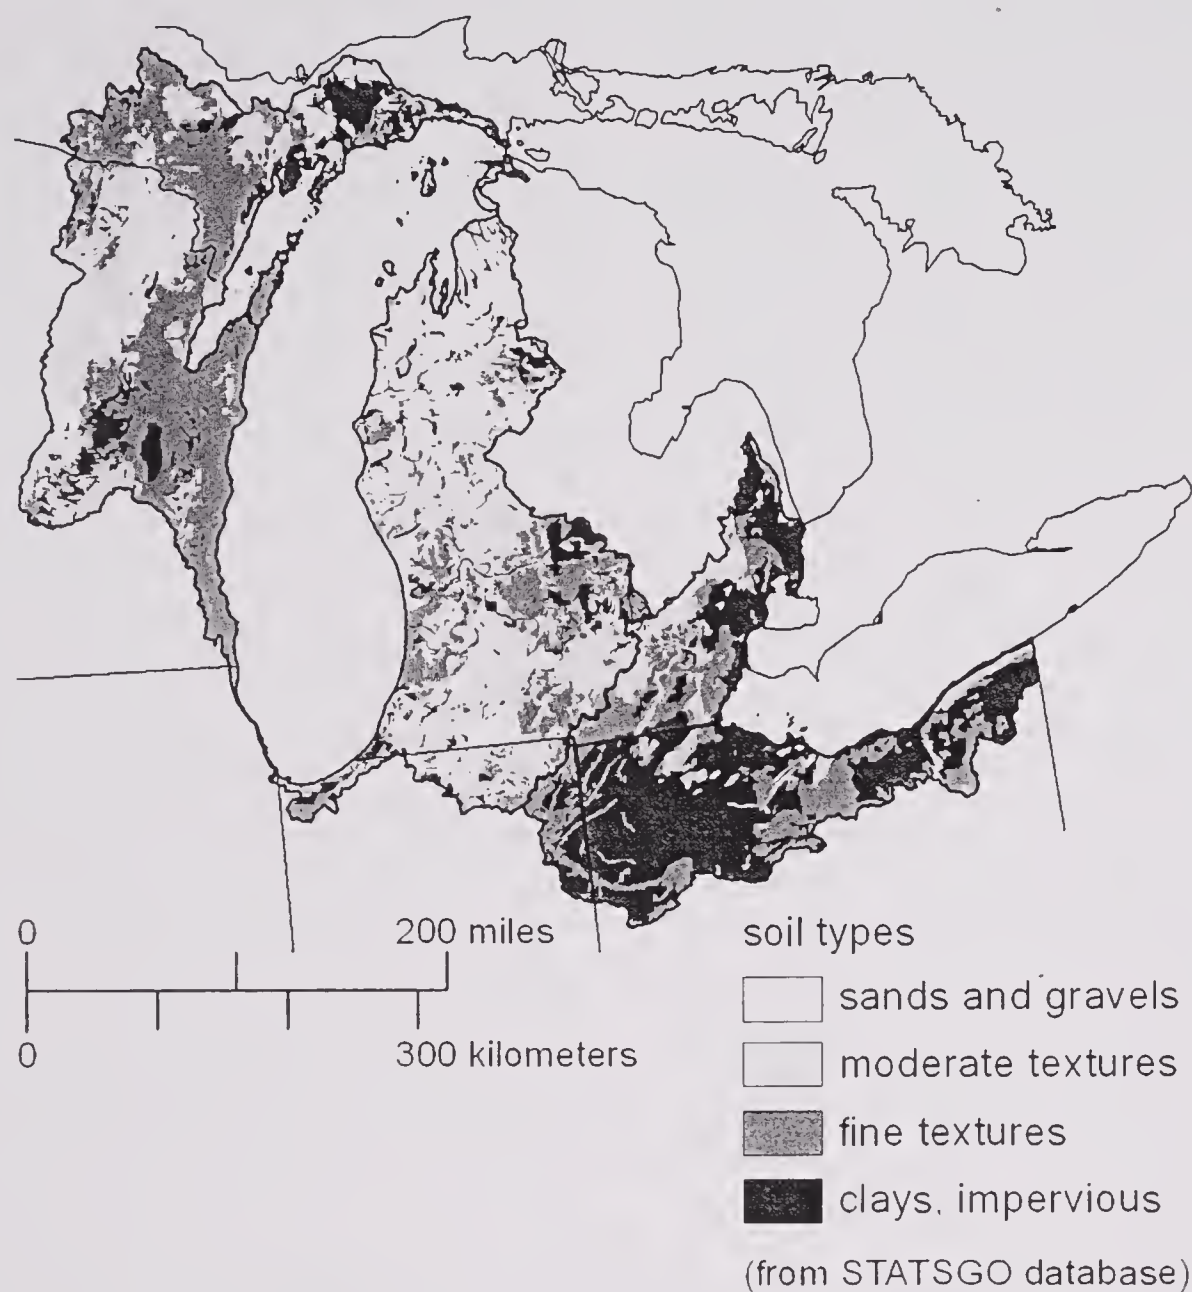 0 200 miles
0 300 kilometers
soil types
sands and gravels
moderate textures
fine textures
clays, impervious
(from STATSGO database)